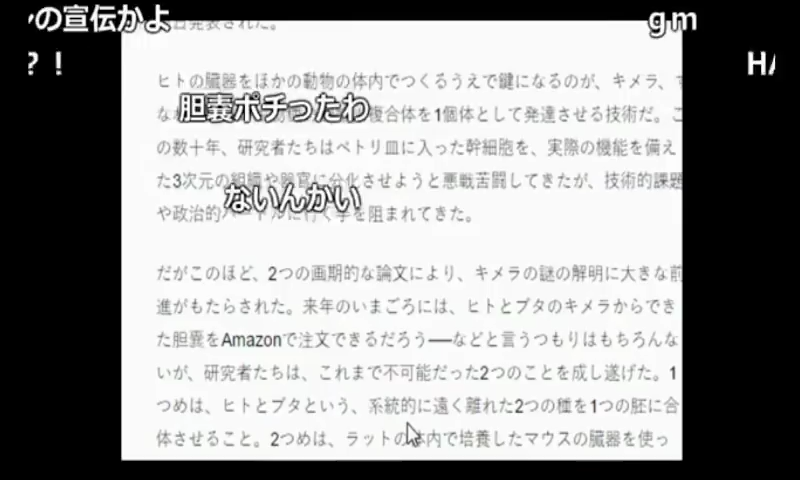 の宣伝かよ
gm
?!
HA
日発表された。
ヒトの臓器をほかの動物の体内でつくるうえで鍵になるのが、キメラ、す
胆嚢ポチったわ
複合体を1個体として発達させる技術だ。こ
の数十年、研究者たちはペトリ皿に入った幹細胞を、実際の機能を備え
た3次元の組織や器官に分化させようと悪戦苦闘してきたが、技術的課題
ないんかい
や政治的ハードルに行く手を阻まれてきた。
だがこのほど、2つの画期的な論文により、キメラの謎の解明に大きな前
進がもたらされた。来年のいまごろには、ヒトとブタのキメラからでき
た胆嚢をAmazonで注文できるだろう──などと言うつもりはもちろんな
いが、研究者たちは、これまで不可能だった2つのことを成し遂げた。1
つめは、ヒトとブタという、系統的に遠く離れた2つの種を1つの胚に合
体させること。2つめは、ラットの体内で培養したマウスの臓器を使っ